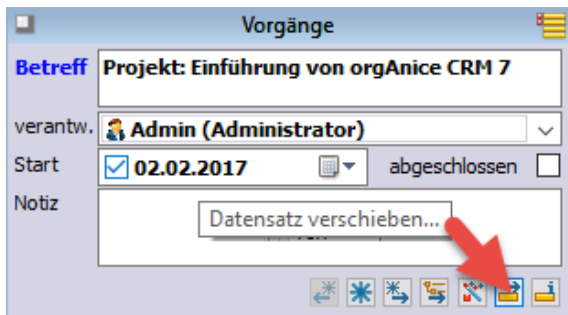 Vorgänge
Betreff Projekt: Einführung von orgAnice CRM 7
verantw. Admin (Administrator)
Start 02.02.2017 abgeschlossen
Notiz
Datensatz verschieben...